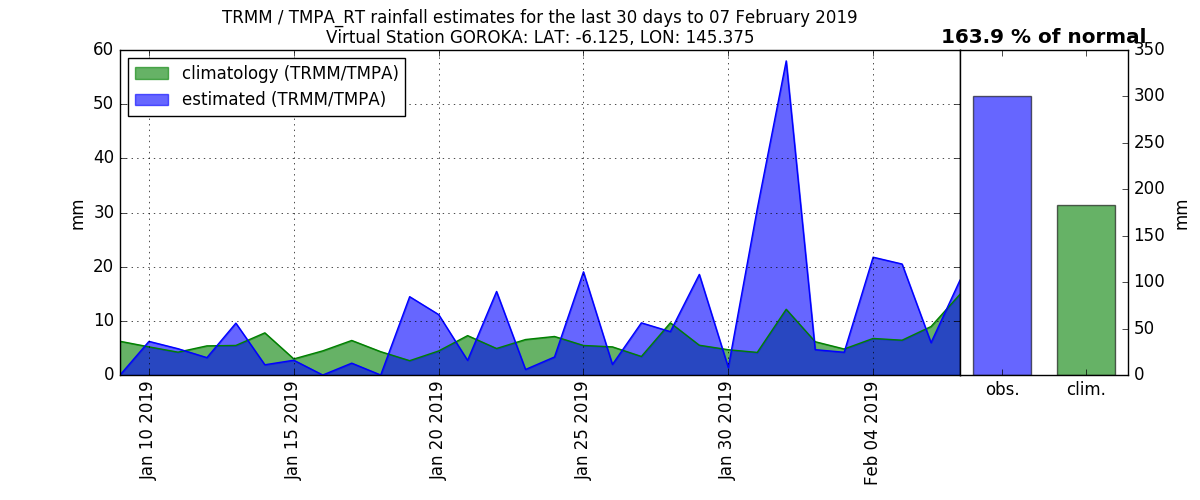 TRMM / TMPA_RT rainfall estimates for the last 30 days to 07 February 2019
Virtual Station GOROKA: LAT: -6.125, LON: 145.375
163.9 % of normal
climatology (TRMM/TMPA)
estimated (TRMM/TMPA)
60
50
40
30
20
10
0
mm
Jan 10 2019
Jan 15 2019
Jan 20 2019
Jan 25 2019
Jan 30 2019
Feb 04 2019
350
300
250
200
150
100
50
0
mm
obs.
clim.